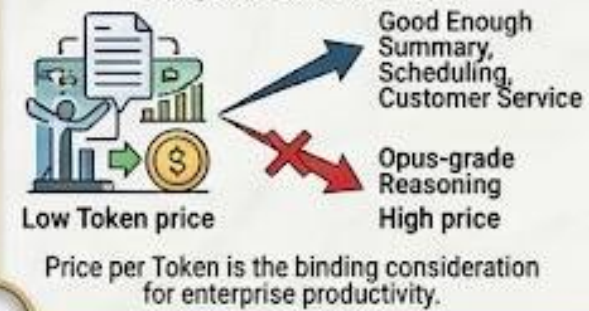 Good Enough
Summary,
Scheduling,
Customer Service
$
Opus-grade
Reasoning
High price
Low Token price
Price per Token is the binding consideration
for enterprise productivity.